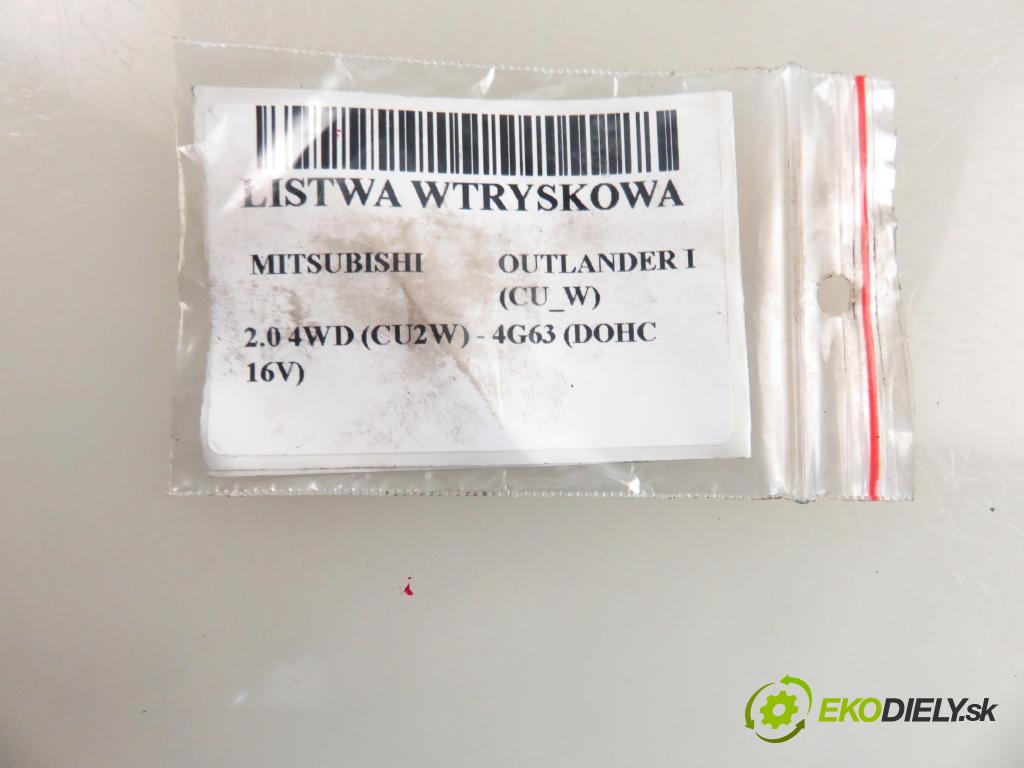 LISTWA WTRYSKOWA
MITSUBISHI OUTLANDER I
(CU_W)
2.0 4WD (CU2W) - 4G63 (DOHC
16V)
EKODIELY.sk